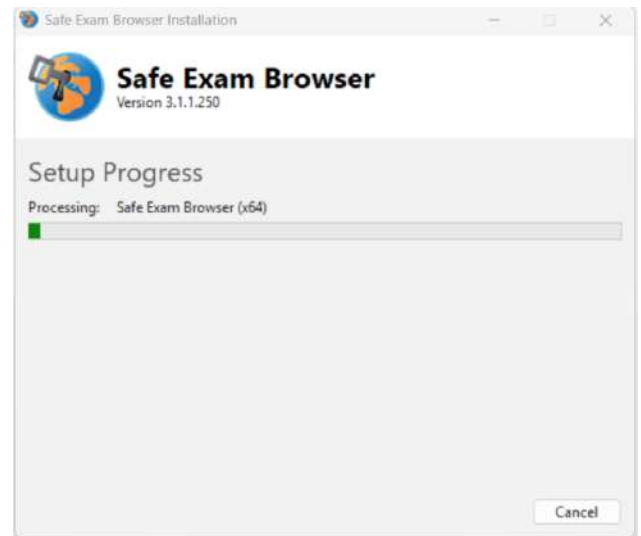 Safe Exam Browser Installation
Safe Exam Browser
Version 3.1.1.250
Setup Progress
Processing: Safe Exam Browser (x64)
Cancel